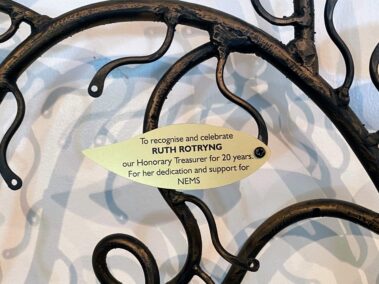 To recognise and celebrate
RUTH ROTRYNG
our Honorary Treasurer for 20 years.
For her dedication and support for
NEMS